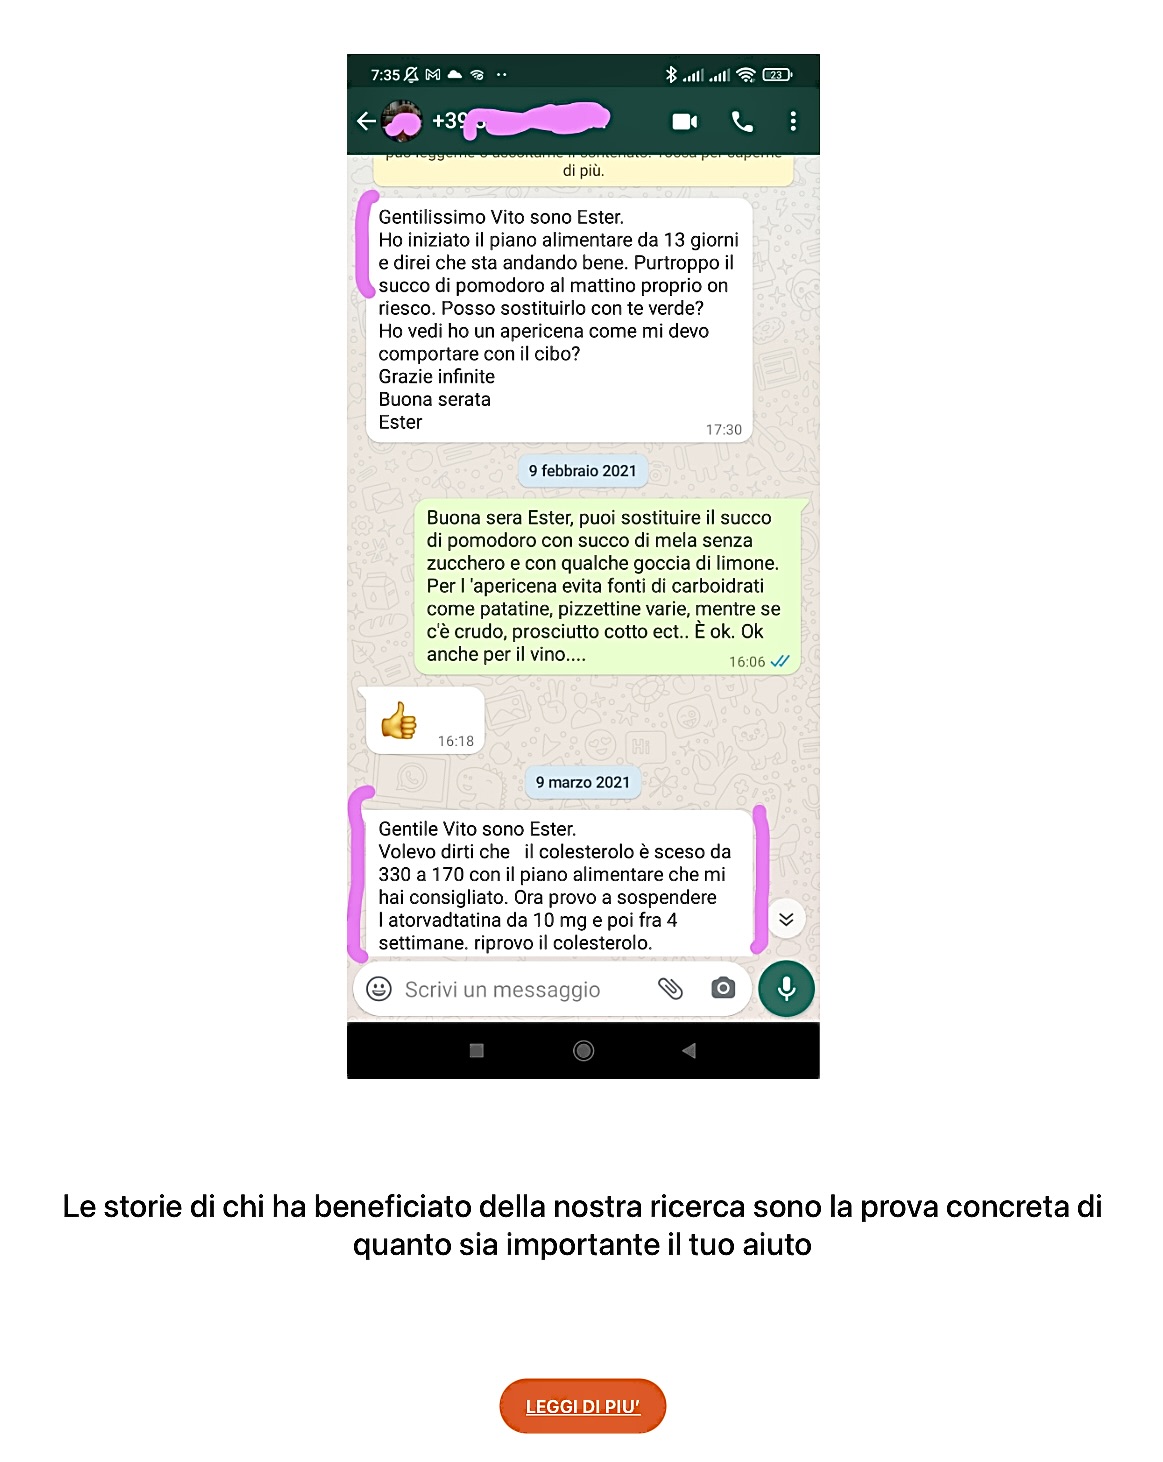 7:35
23
+39
può leggerne o ascoltarne il contenuto. Tocca per saperne
di più.
Gentilissimo Vito sono Ester.
Ho iniziato il piano alimentare da 13 giorni
e direi che sta andando bene. Purtroppo il
succo di pomodoro al mattino proprio on
riesco. Posso sostituirlo con te verde?
Ho vedi ho un apericena come mi devo
comportare con il cibo?
Grazie infinite
Buona serata
Ester
17:30
9 febbraio 2021
Buona sera Ester, puoi sostituire il succo
di pomodoro con succo di mela senza
zucchero e con qualche goccia di limone.
Per l 'apericena evita fonti di carboidrati
come patatine, pizzettine varie, mentre se
c'è crudo, prosciutto cotto ect.. È ok. Ok
anche per il vino....
16:06
16:18
9 marzo 2021
Gentile Vito sono Ester.
Volevo dirti che   il colesterolo è sceso da
330 a 170 con il piano alimentare che mi
hai consigliato. Ora provo a sospendere
l atorvadtatina da 10 mg e poi fra 4
settimane. riprovo il colesterolo.
Scrivi un messaggio
Le storie di chi ha beneficiato della nostra ricerca sono la prova concreta di
quanto sia importante il tuo aiuto
LEGGI DI PIU'